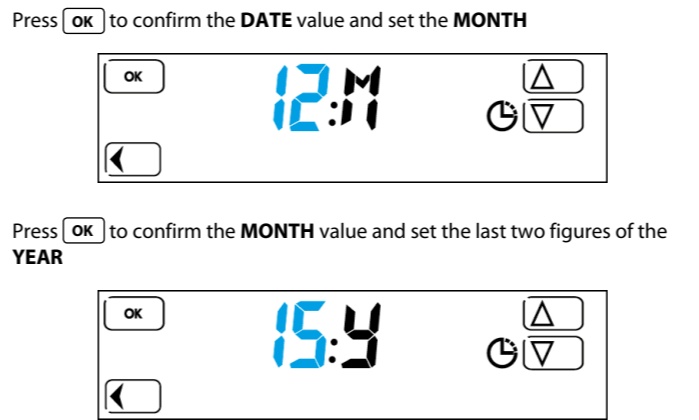 Press OK to confirm the DATE value and set the MONTH
OK
12:M
Press OK to confirm the MONTH value and set the last two figures of the
YEAR
OK
15:Y